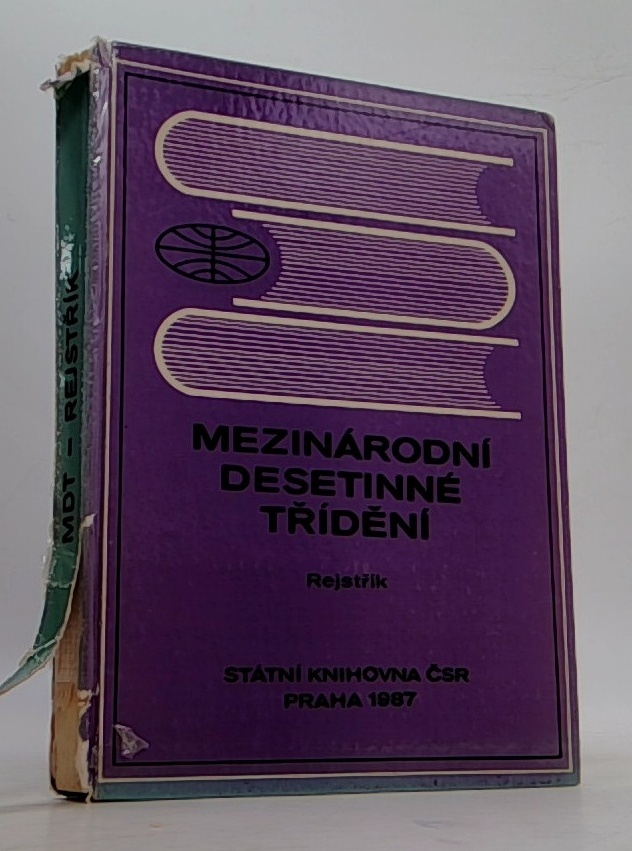 MDT – REJSTŘÍK
MEZINÁRODNÍ
DESETINNÉ
TŘÍDĚNÍ
Rejstřík
STÁTNÍ KNIHOVNA ČSR
PRAHA 1987